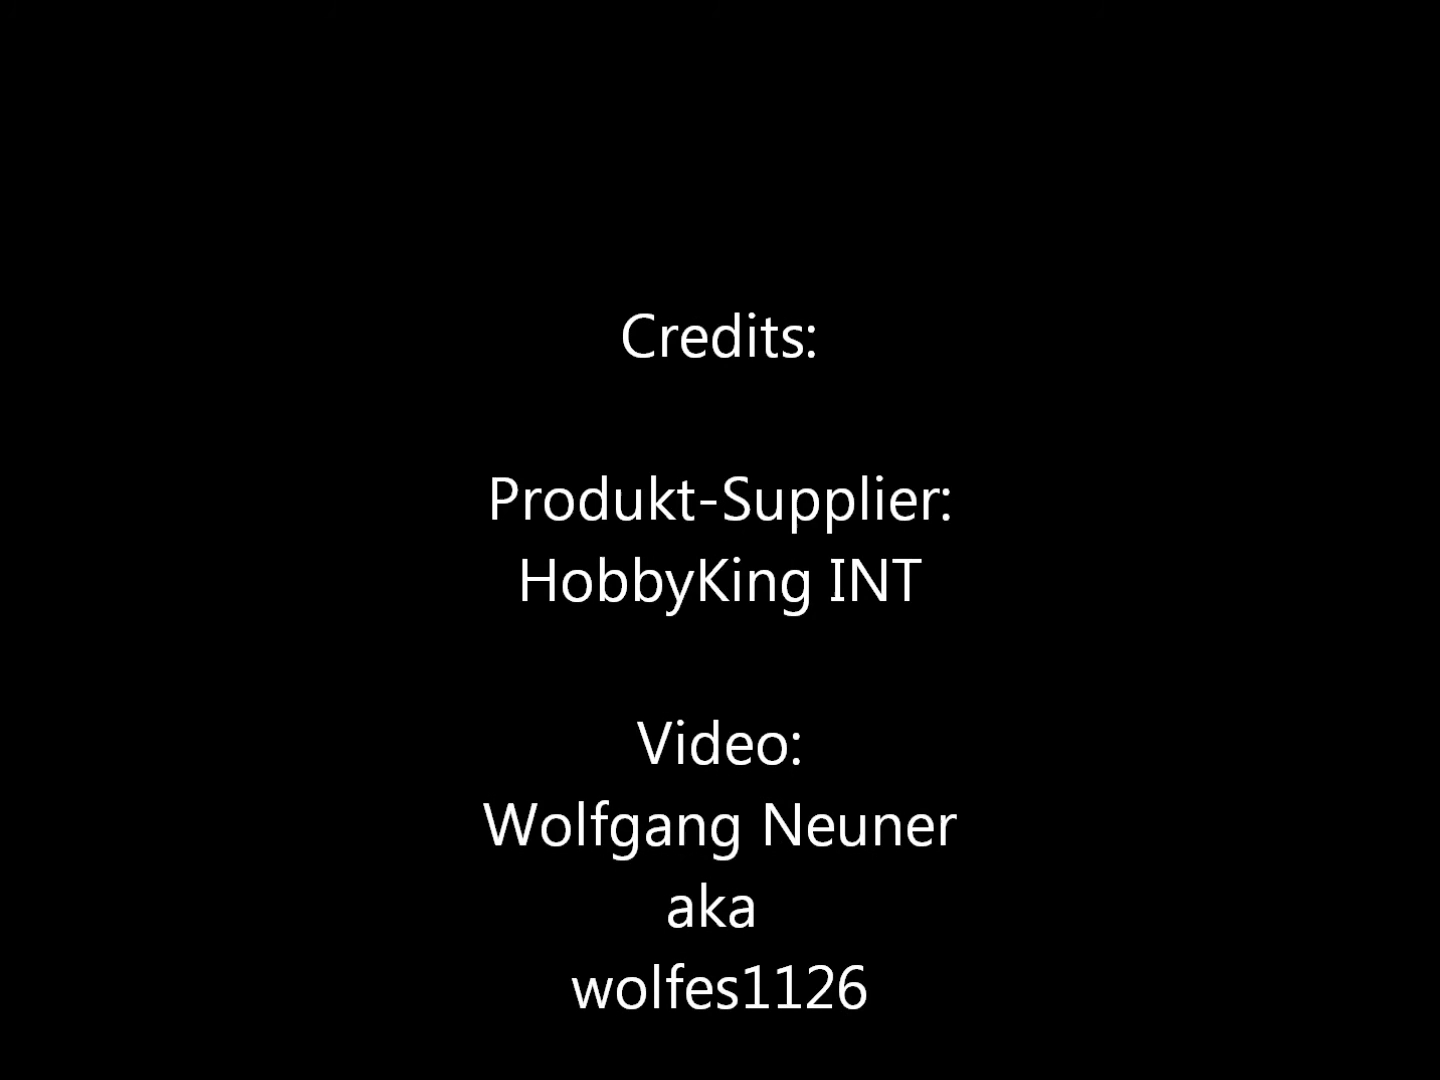 Credits:
Produkt-Supplier:
HobbyKing INT
Video:
Wolfgang Neuner
aka
wolfes1126